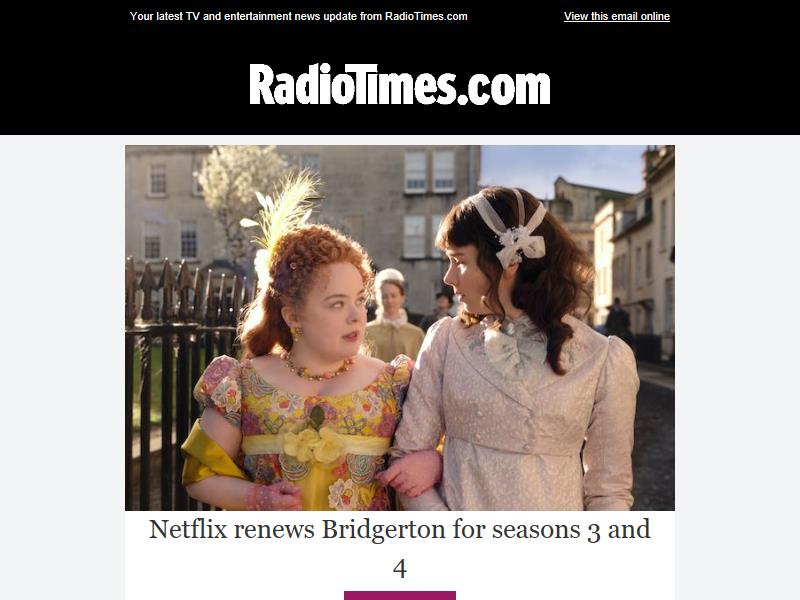 Your latest TV and entertainment news update from RadioTimes.com
View this email online
RadioTimes.com
Netflix renews Bridgerton for seasons 3 and
4